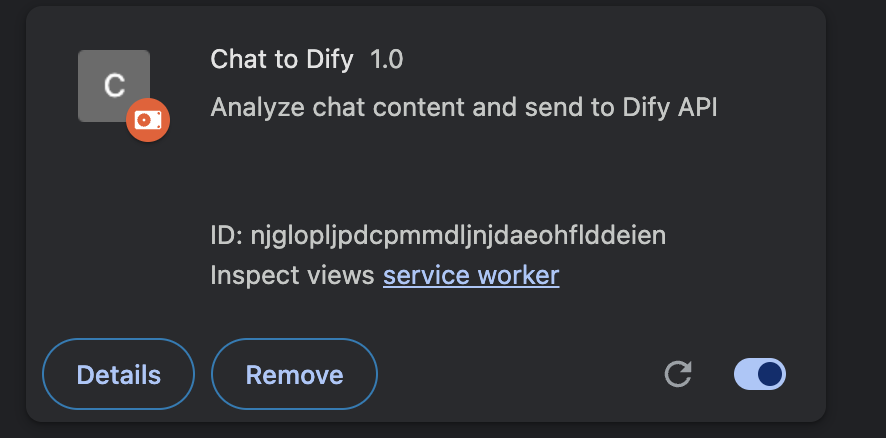 C
Chat to Dify 1.0
Analyze chat content and send to Dify API
ID: njglopljpdcpmmdljnjdaeohflddeien
Inspect views service worker
Details
Remove